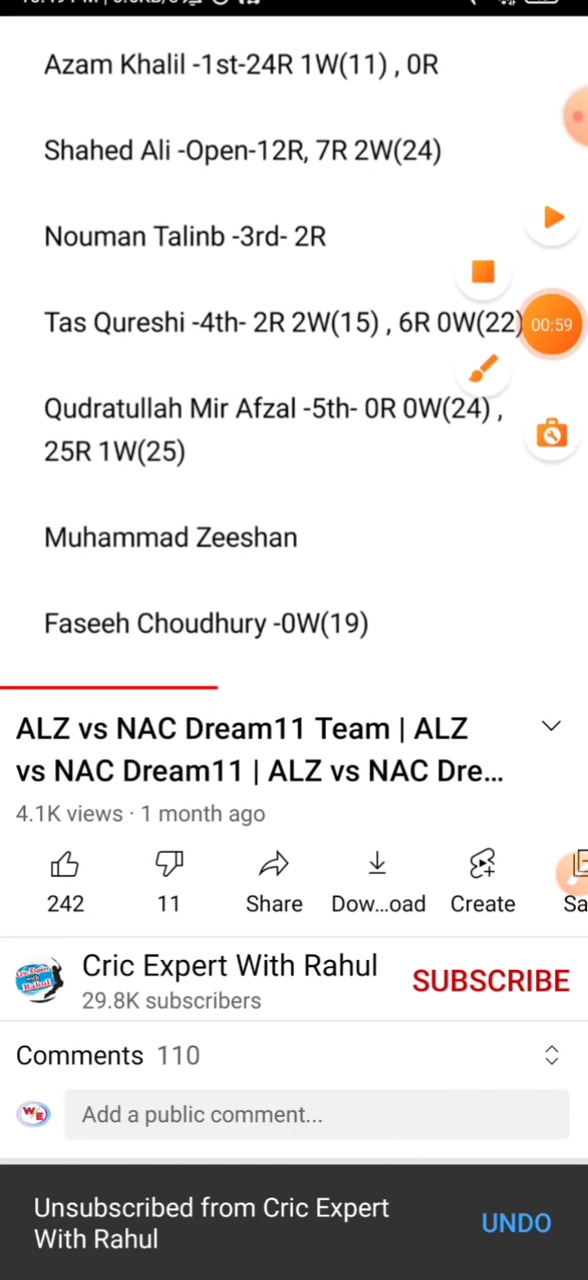 Azam Khalil -1st-24R 1W(11) , 0R
Shahed Ali -Open-12R, 7R 2W(24)
Nouman Talinb -3rd- 2R
Tas Qureshi -4th- 2R 2W(15) , 6R 0W(22)
00:59
Qudratullah Mir Afzal -5th- 0R 0W(24) ,
25R 1W(25)
Muhammad Zeeshan
Faseeh Choudhury -0W(19)
ALZ vs NAC Dream11 Team | ALZ
vs NAC Dream11 | ALZ vs NAC Dre...
4.1K views · 1 month ago
242 11 Share Dow...oad Create Sa
Cric Expert With Rahul
SUBSCRIBE
29.8K subscribers
Comments 110
Add a public comment...
Unsubscribed from Cric Expert
With Rahul
UNDO